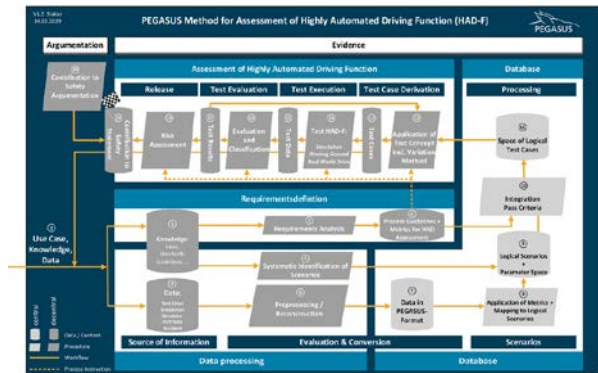 PEGASUS Method for Assessment of Highly Automated Driving Function (HAD-F)
PEGASUS
Argumentation
Evidence
Contribution to
Safety
Argumentation
Assessment of Highly Automated Driving Function
Release
Test Evaluation
Test Execution
Test Case Derivation
Contribution to
Safety
Risk
Assessment
Test Results
Evaluation
and
Classification
Test Data
Test HAD-F:
Simulation
Proving Ground
Real World Drive
Test Cases
Application of
Test Concept
incl. Variation
Method
Database
Processing
Space of Logical
Test Cases
Integration
Pass Criteria
Logical Scenarios +
Parameter Space
Application of Metrics +
Mapping to Logical
Scenarios
Scenarios
Use Case,
Knowledge,
Data
Knowledge:
Requirements Analysis
Process Guidelines +
Metrics for HAD
Assessment
Systematic Identification of
Scenarios
Data:
Preprocessing /
Reconstruction
Data in
PEGASUS-
Format
central
Data / Content
Procedure
Workflow
Process Instruction
Source of Information
Evaluation & Conversion
Data processing
Database